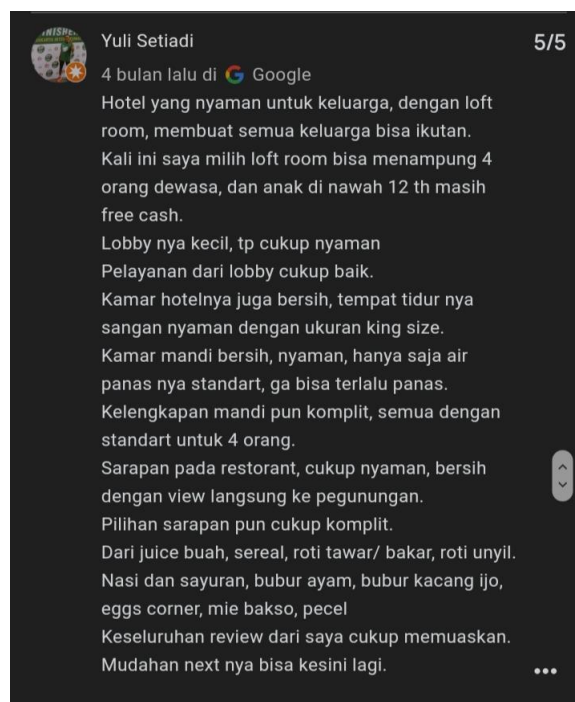 NISHE
Yuli Setiadi
5/5
4 bulan lalu di G Google
Hotel yang nyaman untuk keluarga, dengan loft
room, membuat semua keluarga bisa ikutan.
Kali ini saya milih loft room bisa menampung 4
orang dewasa, dan anak di nawah 12 th masih
free cash.
Lobby nya kecil, tp cukup nyaman
Pelayanan dari lobby cukup baik.
Kamar hotelnya juga bersih, tempat tidur nya
sangan nyaman dengan ukuran king size.
Kamar mandi bersih, nyaman, hanya saja air
panas nya standart, ga bisa terlalu panas.
Kelengkapan mandi pun komplit, semua dengan
standart untuk 4 orang.
Sarapan pada restorant, cukup nyaman, bersih
dengan view langsung ke pegunungan.
Pilihan sarapan pun cukup komplit.
Dari juice buah, sereal, roti tawar/ bakar, roti unyil.
Nasi dan sayuran, bubur ayam, bubur kacang ijo,
eggs corner, mie bakso, pecel
Keseluruhan review dari saya cukup memuaskan.
Mudahan next nya bisa kesini lagi.